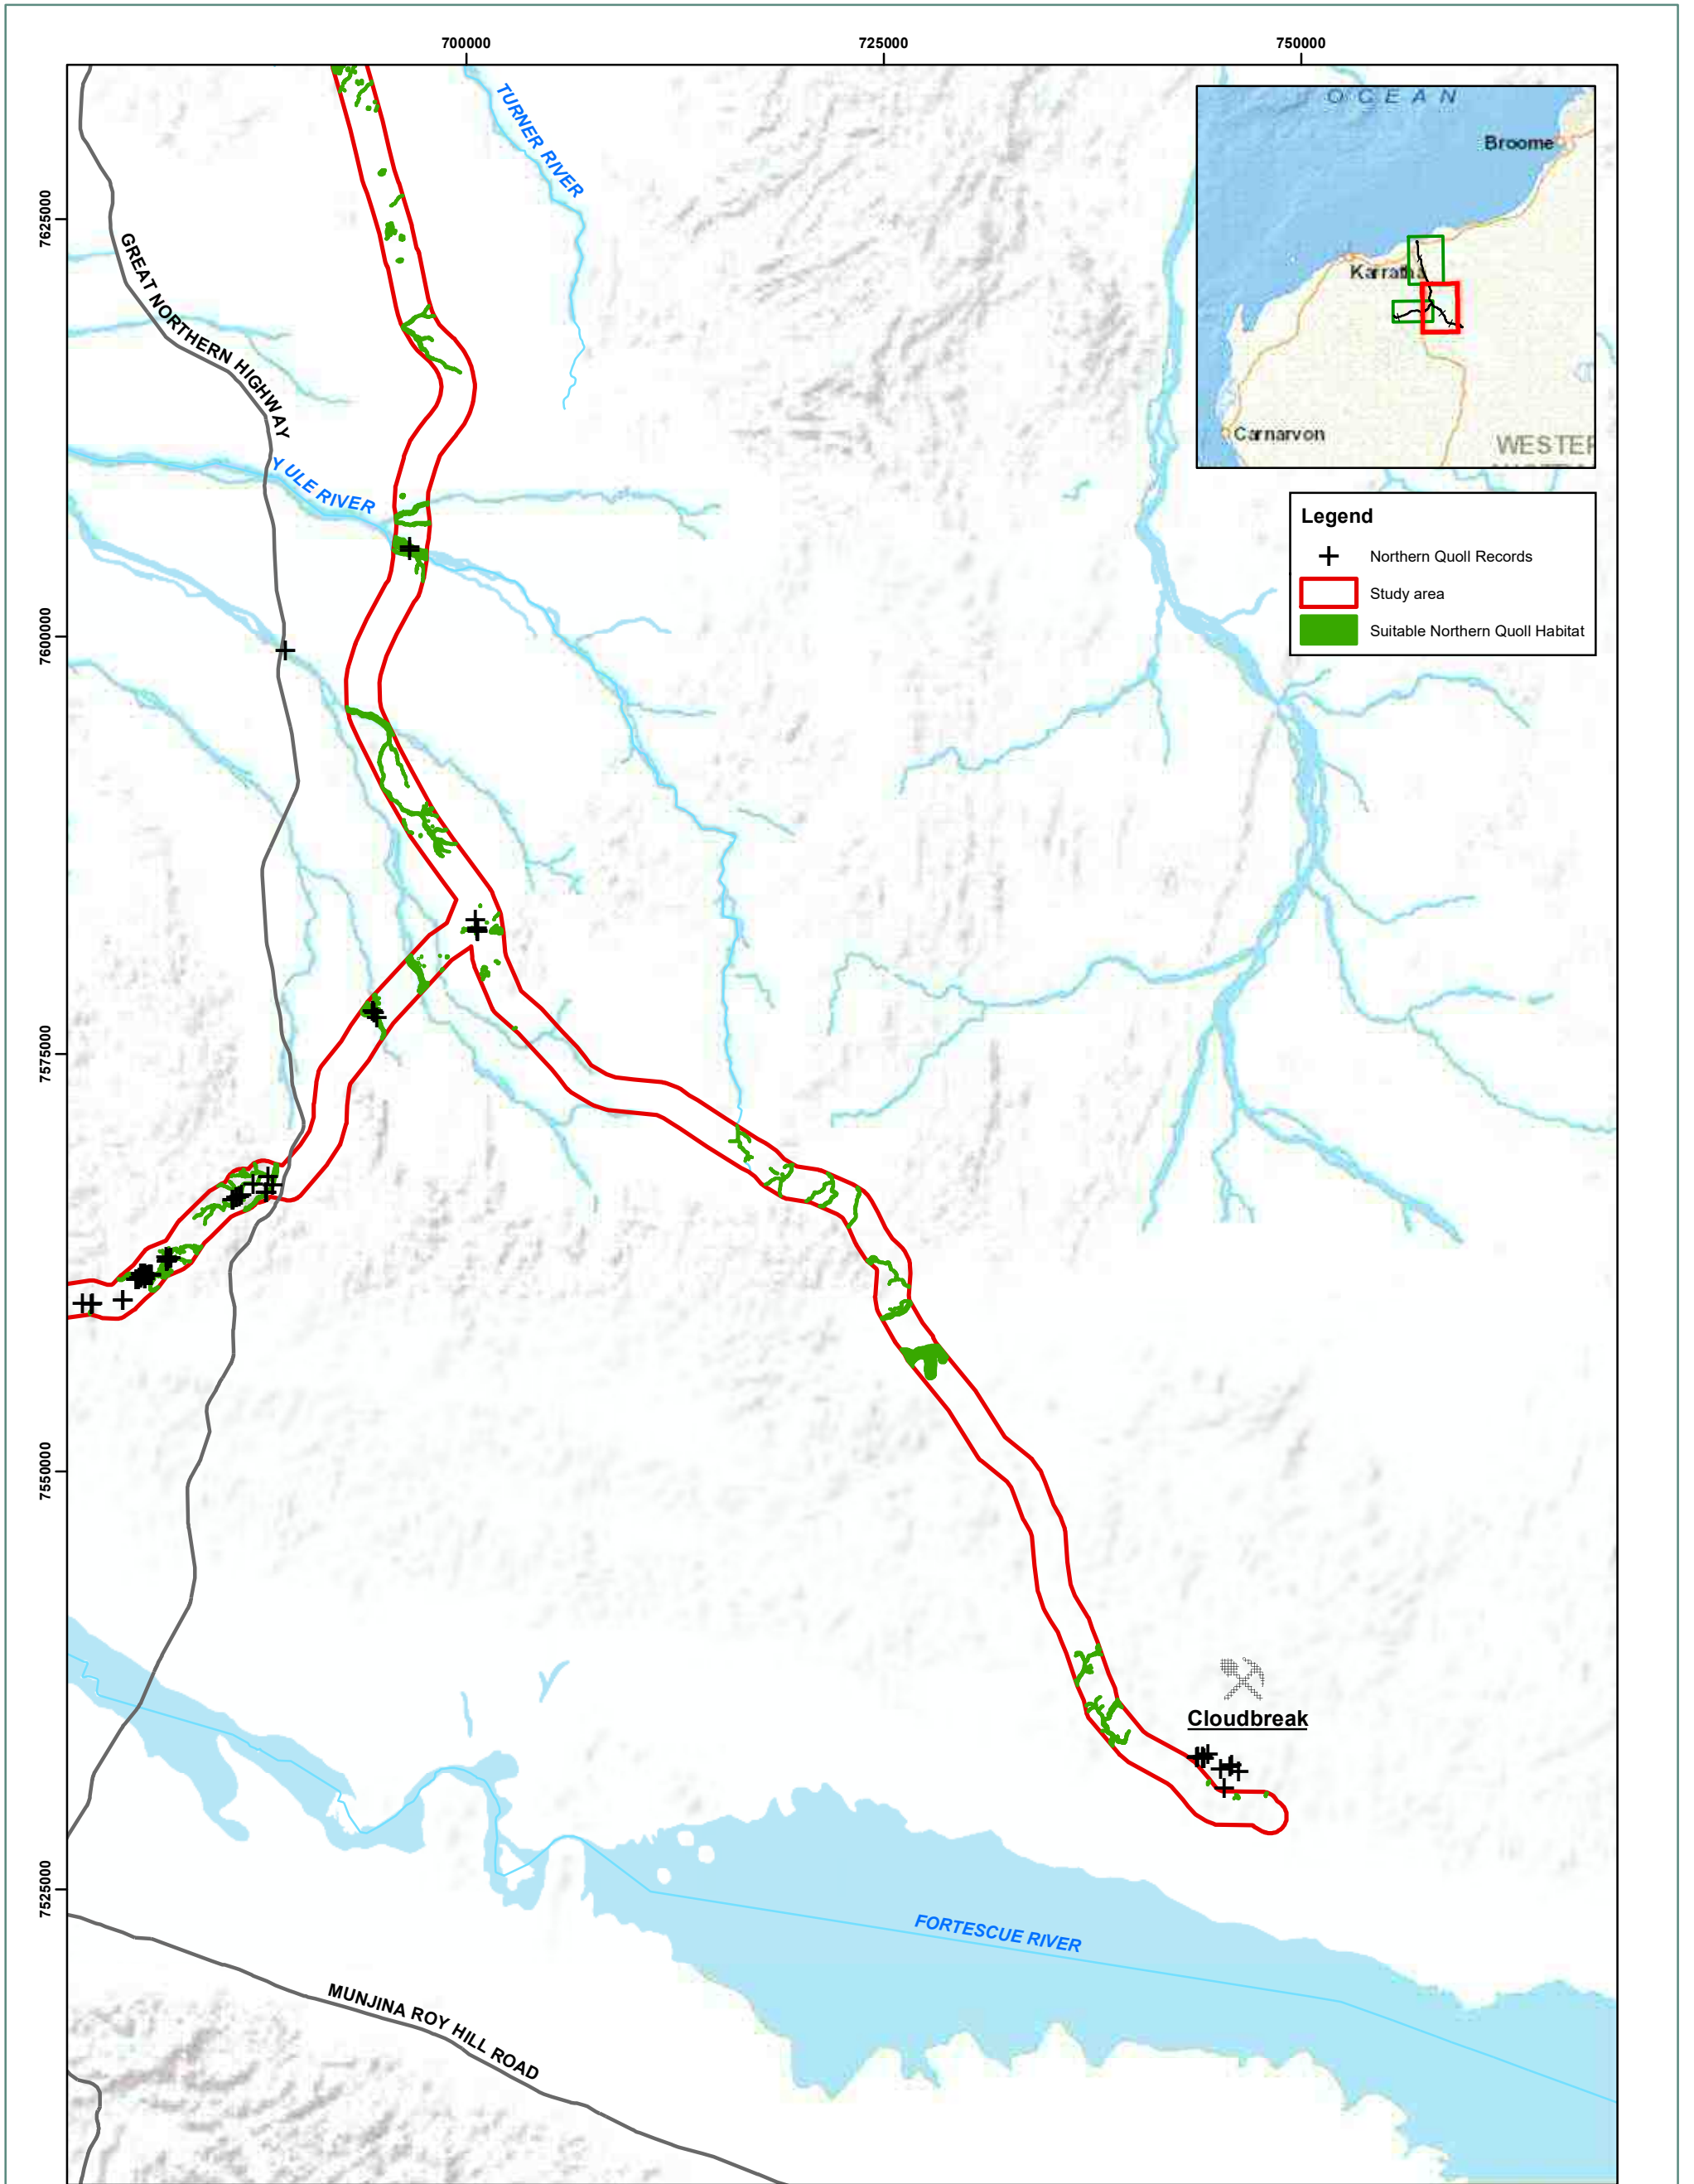 700000
725000
750000
7625000
7600000
7575000
7550000
7525000
TURNER RIVER
GREAT NORTHERN HIGHWAY
YULE RIVER
OCEAN
Broome
Karratha
Carnarvon
WESTER
Legend
Northern Quoll Records
Study area
Suitable Northern Quoll Habitat
Cloudbreak
FORTESCUE RIVER
MUNJINA ROY HILL ROAD